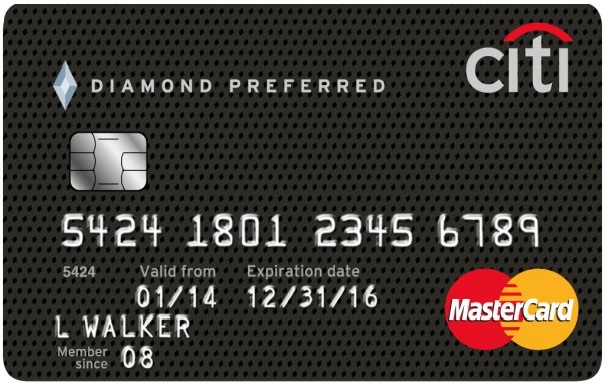 citi
DIAMOND PREFERRED
5424 1801 2345 6789
5424 Valid from Expiration date
01/14 12/31/16
L WALKER
MasterCard
Member since 08